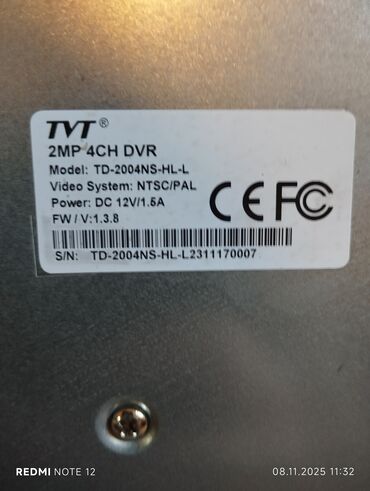 TVT ®
2MP 4CH DVR
Model: TD-2004NS-HL-L
Video System: NTSC/PAL
Power: DC 12V/1.5A
FW / V:1.3.8
CE FC
S/N: TD-2004NS-HL-L2311170007
REDMI NOTE 12
08.11.2025 11:32